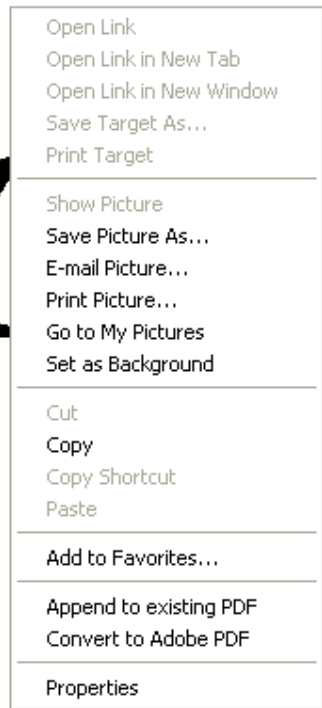 Open Link
Open Link in New Tab
Open Link in New Window
Save Target As...
Print Target
Show Picture
Save Picture As...
E-mail Picture...
Print Picture...
Go to My Pictures
Set as Background
Cut
Copy
Copy Shortcut
Paste
Add to Favorites...
Append to existing PDF
Convert to Adobe PDF
Properties